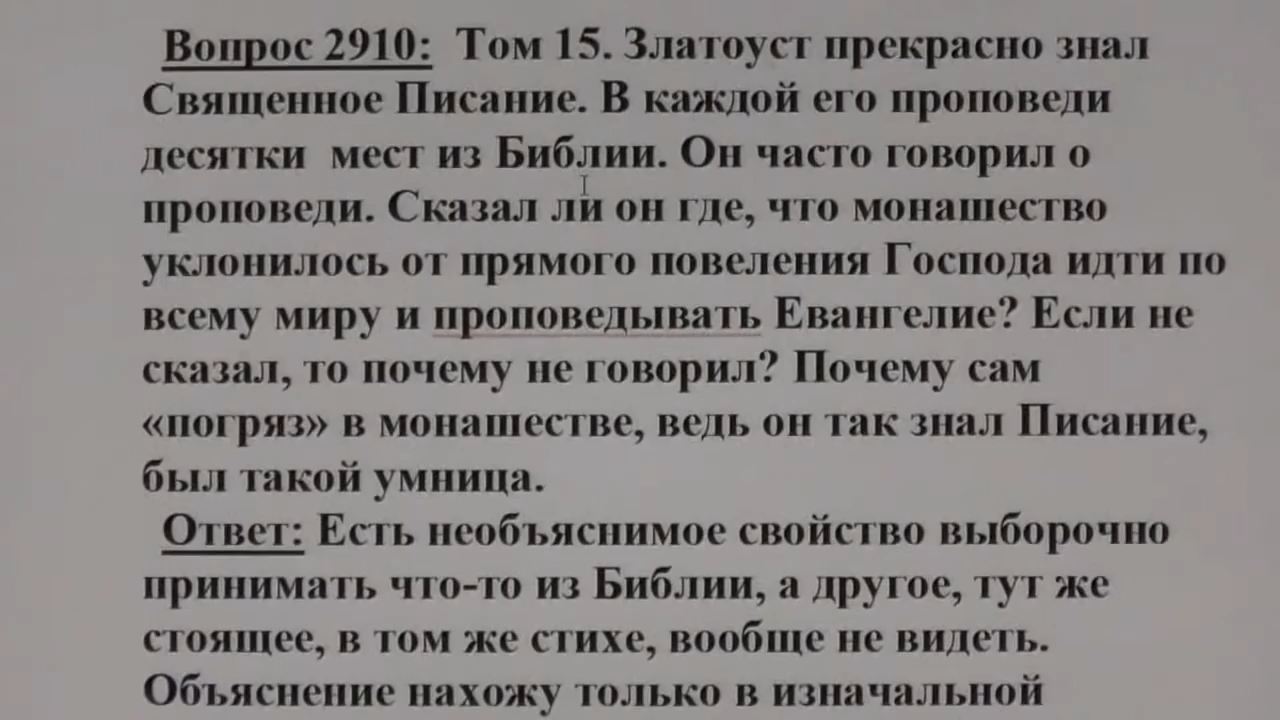 Вопрос 2910: Том 15. Златоуст прекрасно знал
Священное Писание. В каждой его проповеди
десятки мест из Библии. Он часто говорил о
проповеди. Сказал ли он где, что монашество
уклонилось от прямого повеления Господа идти по
всему миру и проповедывать Евангелие? Если не
сказал, то почему не говорил? Почему сам
«погряз» в монашестве, ведь он так знал Писание,
был такой умница.
Ответ: Есть необъяснимое свойство выборочно
принимать что-то из Библии, а другое, тут же
стоящее, в том же стихе, вообще не видеть.
Объяснение нахожу только в изначальной